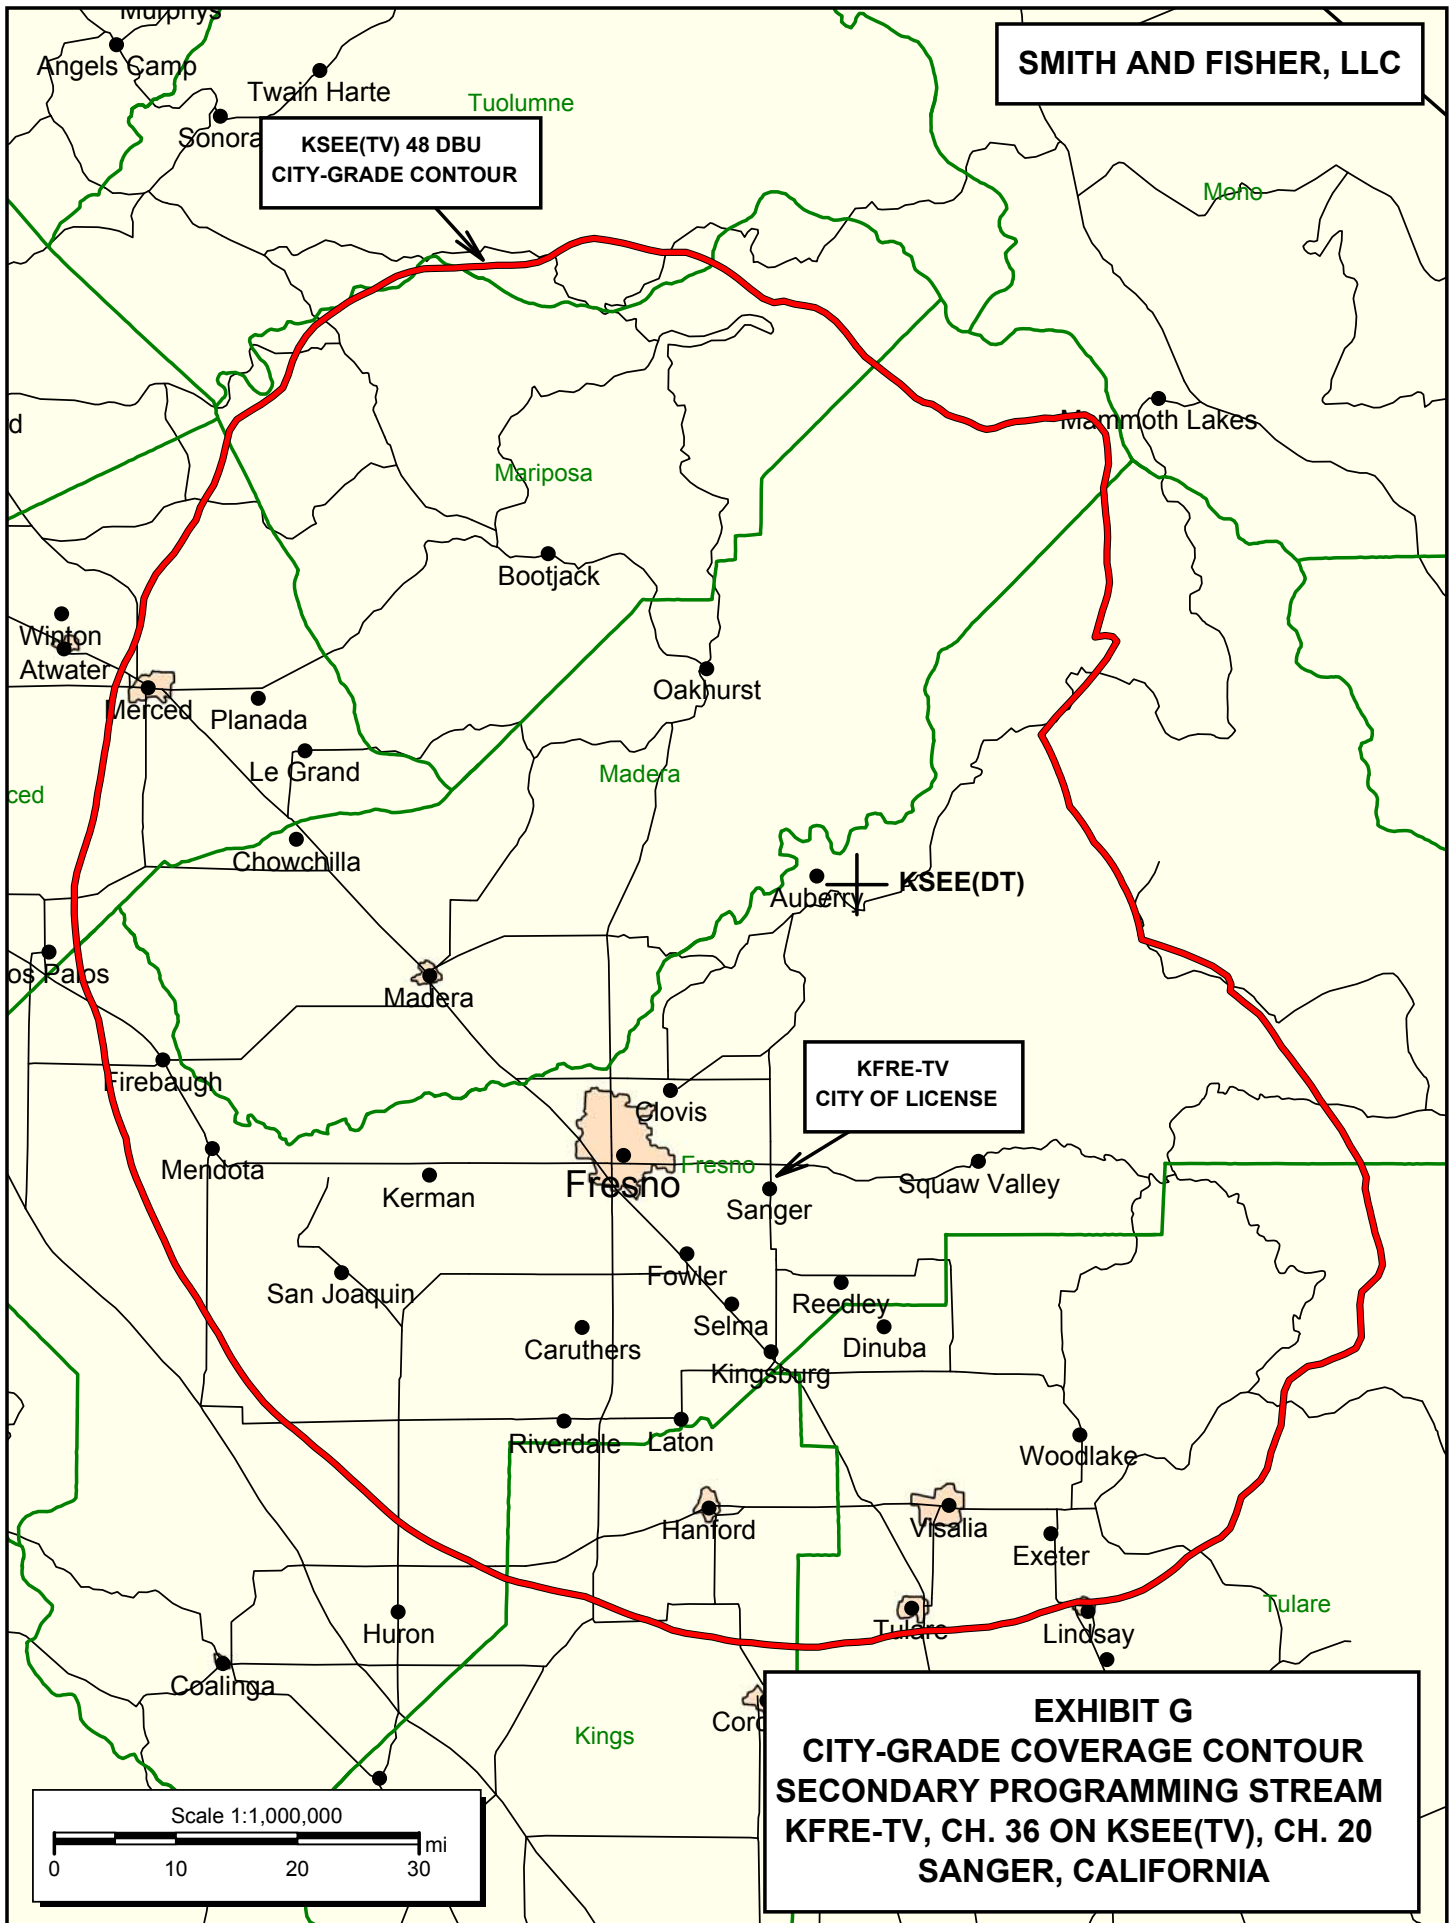 Murphys
SMITH AND FISHER, LLC
Angels Camp
Twain Harte
Tuolumne
Sonora
KSEE(TV) 48 DBU
CITY-GRADE CONTOUR
Mono
d
Mammoth Lakes
Mariposa
Bootjack
Winton
Atwater
Oakhurst
Merced
Planada
Le Grand
Madera
ced
Chowchilla
Auberry
KSEE(DT)
os Palos
Madera
KFRE-TV
CITY OF LICENSE
Firebaugh
Clovis
Mendota
Fresno
Fresno
Kerman
Squaw Valley
Sanger
Fowler
San Joaquin
Reedley
Selma
Caruthers
Dinuba
Kingsburg
Riverdale
Laton
Woodlake
Hanford
Visalia
Exeter
Tulare
Huron
Tulare
Lindsay
Coalinga
Corc
Kings
EXHIBIT G
CITY-GRADE COVERAGE CONTOUR
SECONDARY PROGRAMMING STREAM
KFRE-TV, CH. 36 ON KSEE(TV), CH. 20
SANGER, CALIFORNIA
Scale 1:1,000,000
mi
0 10 20 30